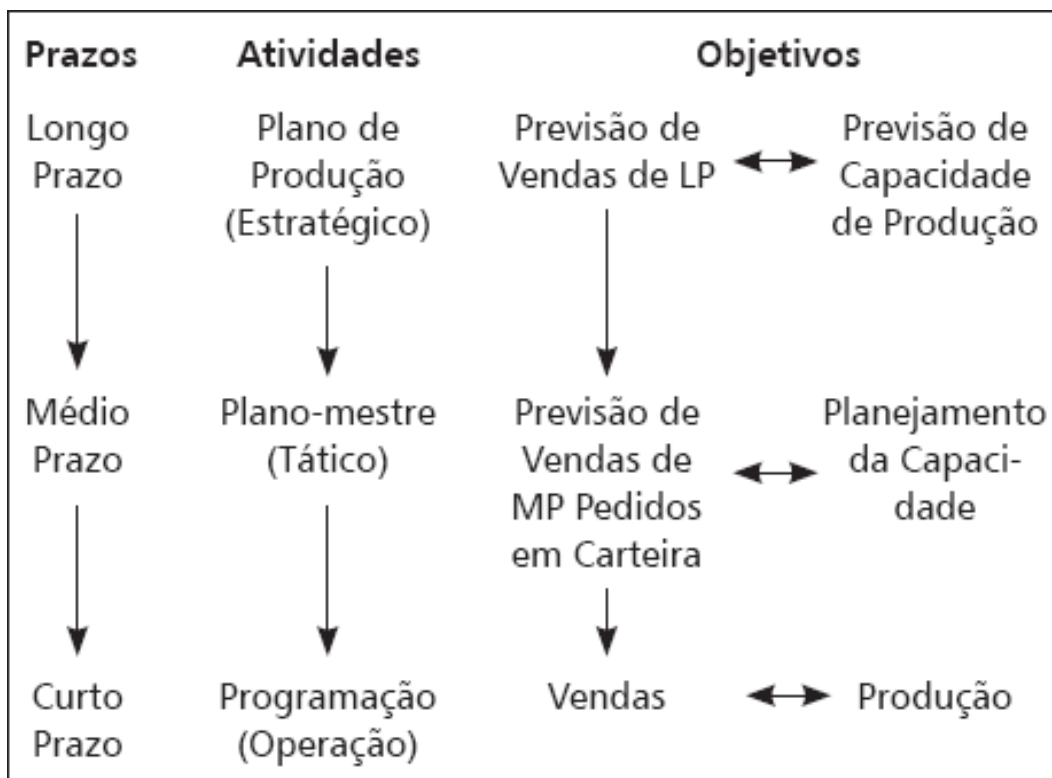 Prazos Atividades Objetivos
Longo
Prazo
Plano de
Produção
(Estratégico)
Previsão de
Vendas de LP
Previsão de
Capacidade
de Produção
Médio
Prazo
Plano-mestre
(Tático)
Previsão de
Vendas de
MP Pedidos
em Carteira
Planejamento
da Capaci-
dade
Curto
Prazo
Programação
(Operação)
Vendas
Produção